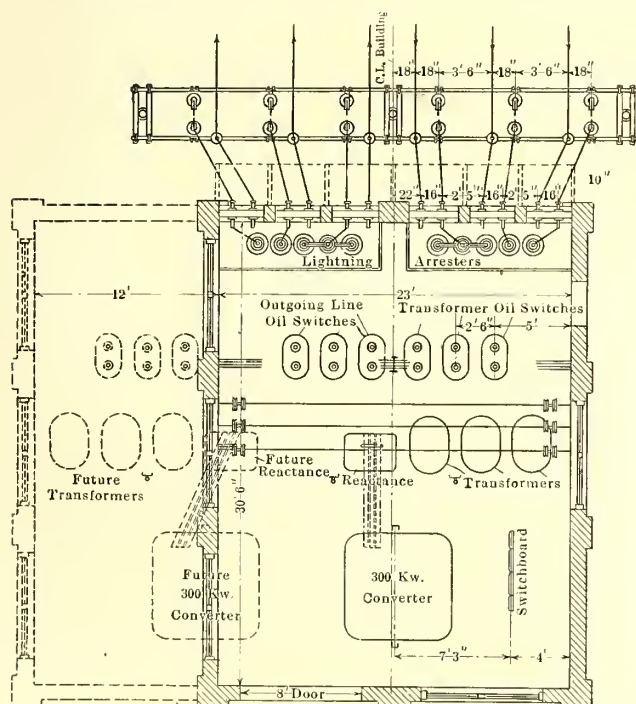 C.L. Building
18" 18" 3'6" 18" 3'6" 18"
10"
22" 16" 2'5" 16" 2'5" 16"
Lightning Arresters
12' 23'
Outgoing Line
Oil Switches
Transformer Oil Switches
2'6" 5'
Future
Transformers
Future
Reactance
Reactance
Transformers
30'6"
Future
300 Kw.
Converter
300 Kw.
Converter
Switchboard
7'3" 4'
8' Door